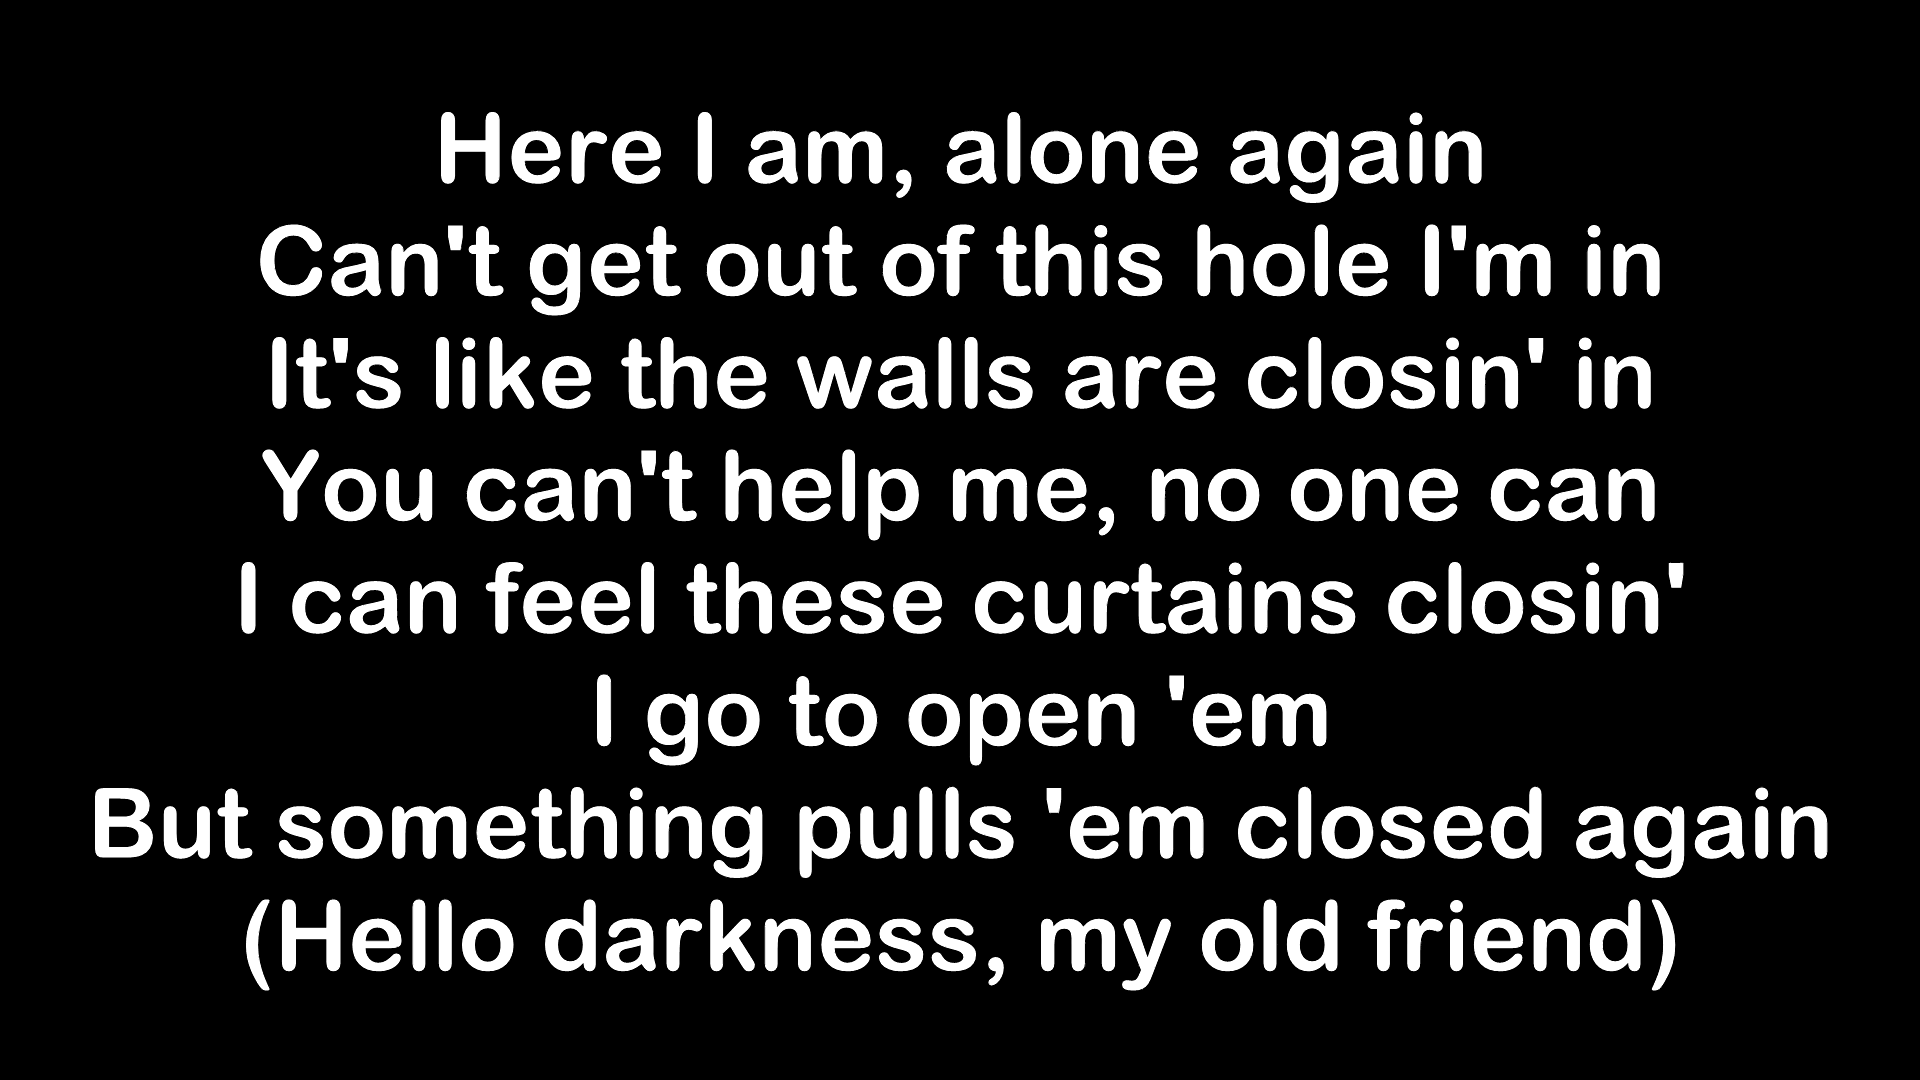 Here I am, alone again
Can't get out of this hole I'm in
It's like the walls are closin' in
You can't help me, no one can
I can feel these curtains closin'
I go to open 'em
But something pulls 'em closed again
(Hello darkness, my old friend)